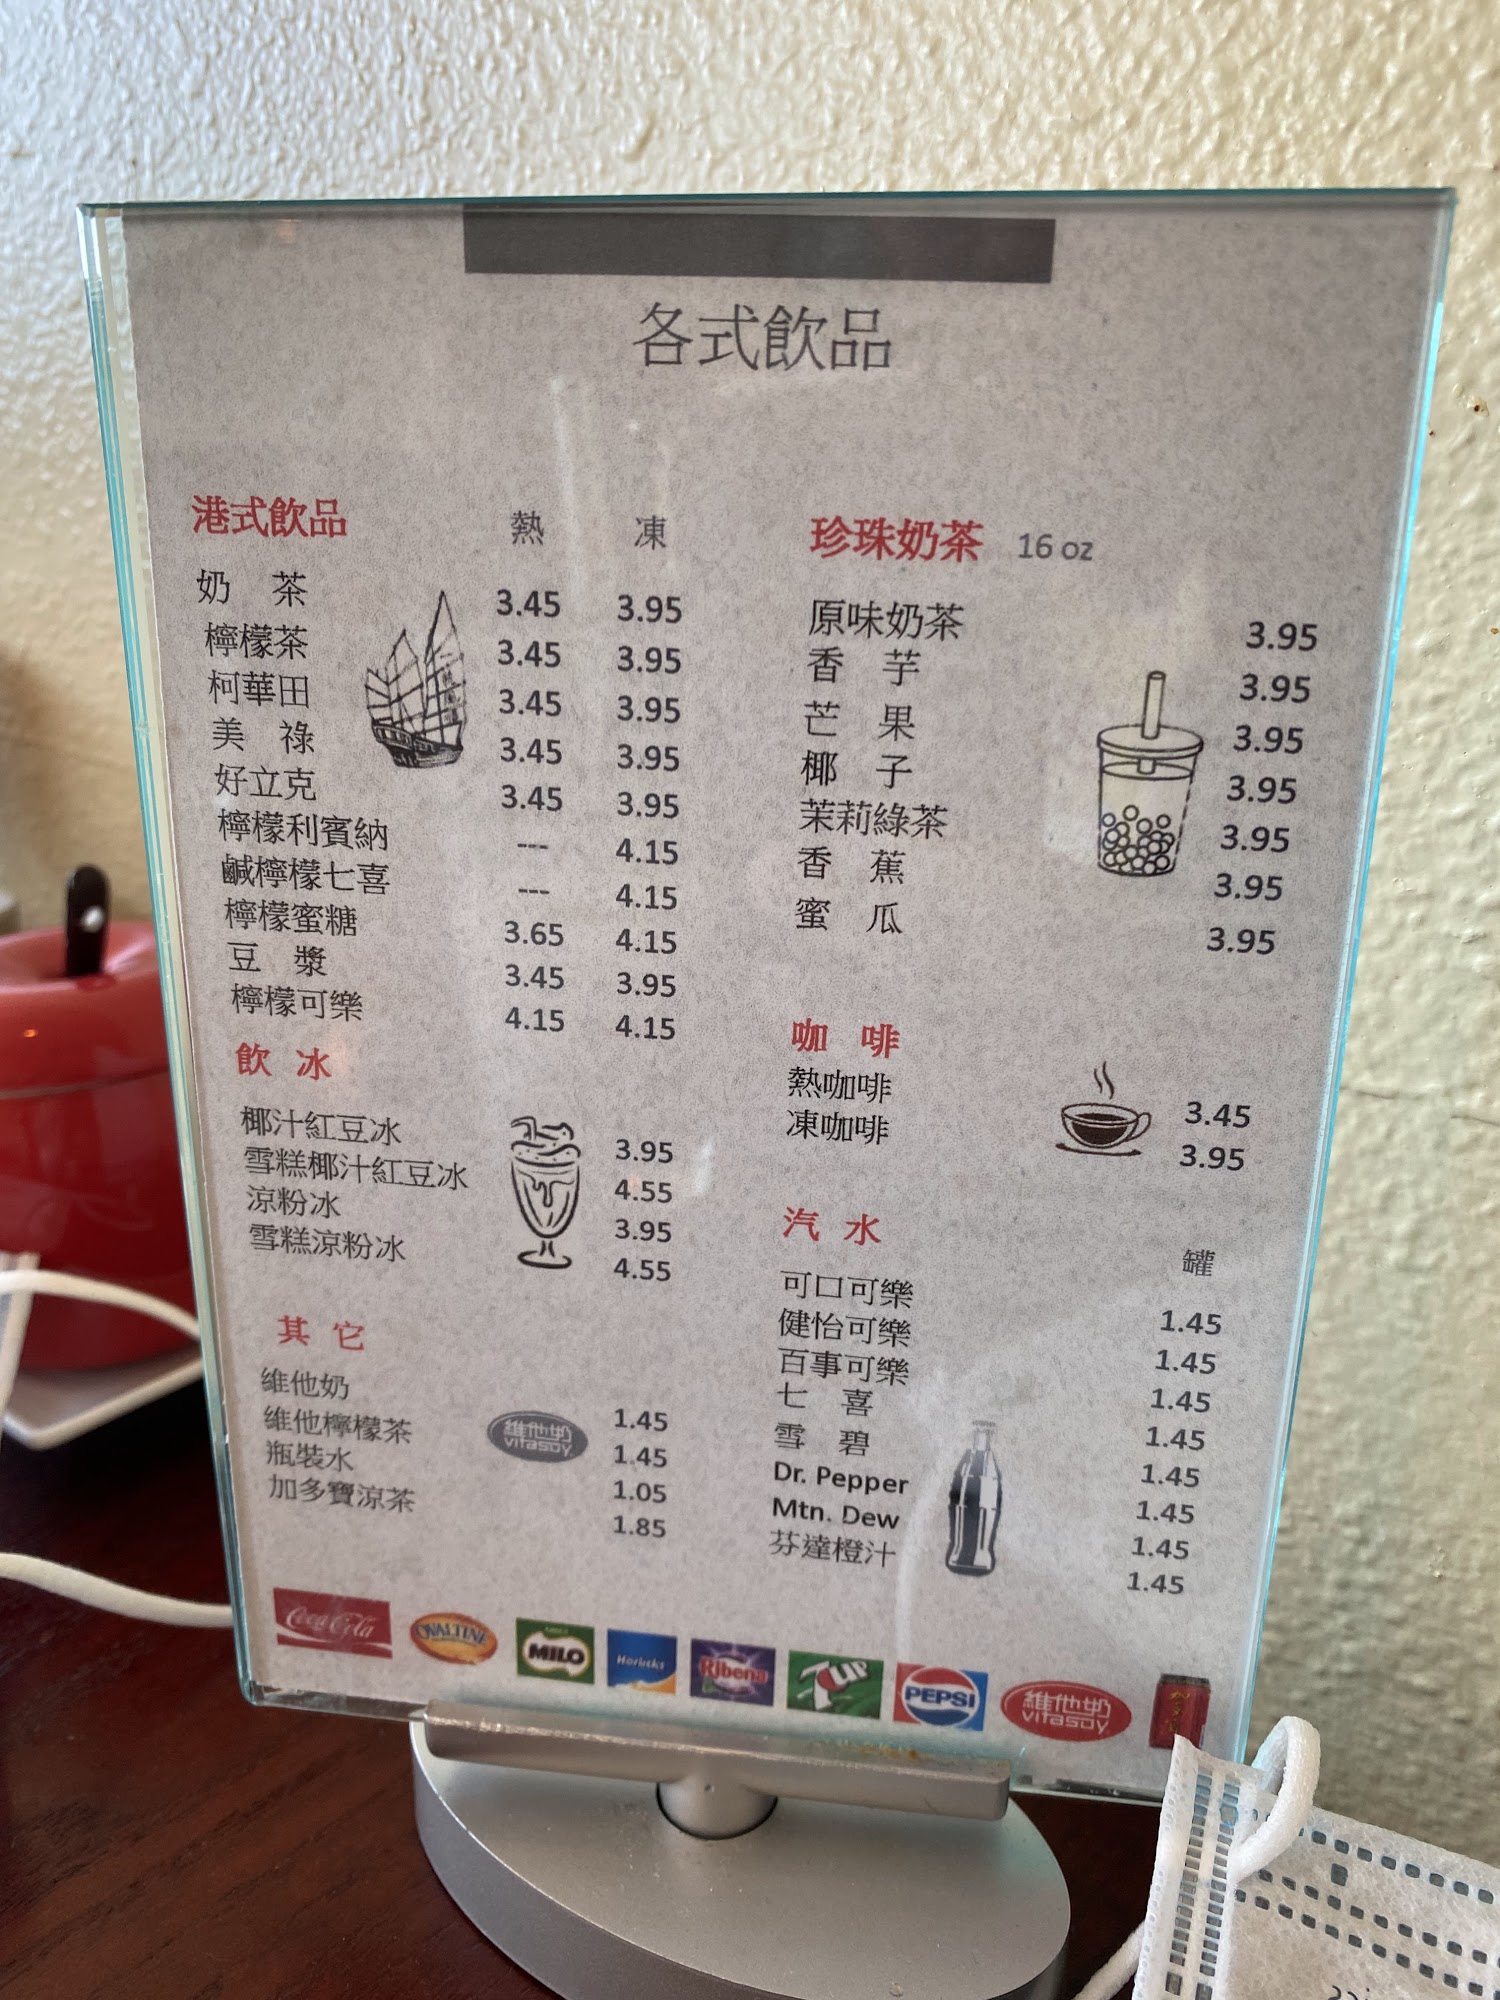 各式飲品
港式飲品 熱 凍
奶 茶 3.45 3.95
檸檬茶 3.45 3.95
柯華田 3.45 3.95
美 祿 3.45 3.95
好立克 3.45 3.95
檸檬利賓納 --- 4.15
鹹檸檬七喜 --- 4.15
檸檬蜜糖 3.65 4.15
豆 漿 3.45 3.95
檸檬可樂 4.15 4.15
飲 冰
椰汁紅豆冰 3.95
雪糕椰汁紅豆冰 4.55
涼粉冰 3.95
雪糕涼粉冰 4.55
其 它
維他奶 1.45
維他檸檬茶 1.45
瓶裝水 1.05
加多寶涼茶 1.85
維他奶
vitasoy
珍珠奶茶 16 oz
原味奶茶 3.95
香 芋 3.95
芒 果 3.95
椰 子 3.95
茉莉綠茶 3.95
香 蕉 3.95
蜜 瓜 3.95
咖 啡
熱咖啡 3.45
凍咖啡 3.95
汽 水 罐
可口可樂 1.45
健怡可樂 1.45
百事可樂 1.45
七 喜 1.45
雪 碧 1.45
Dr. Pepper 1.45
Mtn. Dew 1.45
芬達橙汁 1.45
Coca-Cola OVALTINE MILO Horlicks Ribena 7UP PEPSI 維他奶 vitasoy